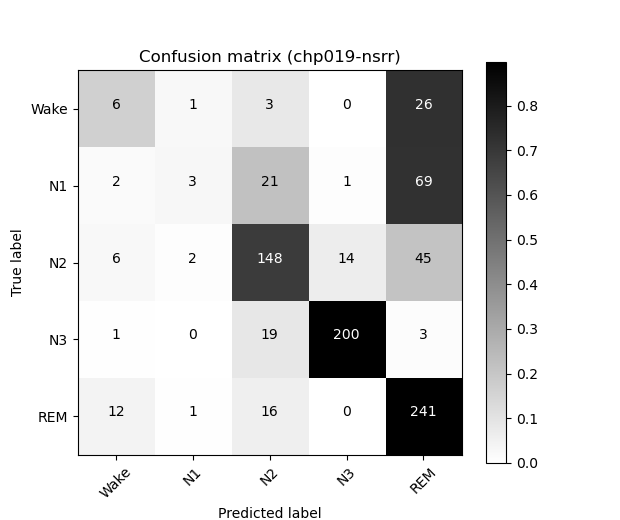 Confusion matrix (chp019-nsrr)
Wake 6 1 3 0 26
N1 2 3 21 1 69
N2 6 2 148 14 45
N3 1 0 19 200 3
REM 12 1 16 0 241
Wake N1 N2 N3 REM
Predicted label
True label
0.8
0.7
0.6
0.5
0.4
0.3
0.2
0.1
0.0